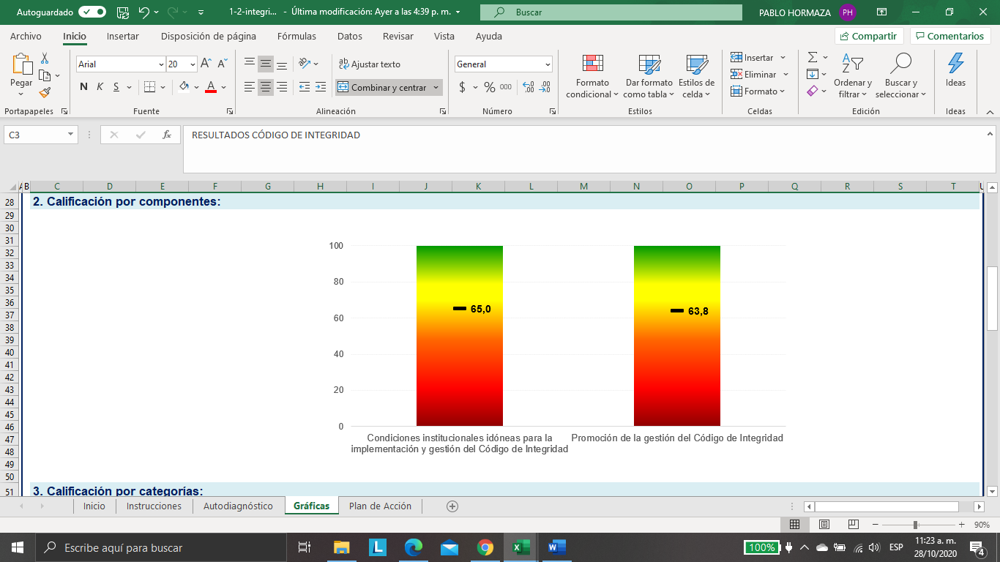 Autoguardado
1-2-integri... - Última modificación: Ayer a las 4:39 p. m.
Buscar
PABLO HORMAZA
PH
Archivo Inicio Insertar Disposición de página Fórmulas Datos Revisar Vista Ayuda
Compartir
Comentarios
Pegar
Portapapeles
Arial
20
A A
N K S
A
Fuente
ab Ajustar texto
Combinar y centrar
Alineación
General
$ % 000
Número
Formato condicional
Dar formato como tabla
Estilos de celda
Estilos
Insertar
Eliminar
Formato
Celdas
Ordenar y filtrar
Buscar y seleccionar
Edición
Ideas
Ideas
C3
fx
RESULTADOS CÓDIGO DE INTEGRIDAD
A B C D E F G H I J K L M N O P Q R S T U
28 2. Calificación por componentes:
29
30
31
32
33
34
35
36
37
38
39
40
41
42
43
44
45
46
47
48
49
50
100
80
60
40
20
0
65,0
63,8
Condiciones institucionales idóneas para la
implementación y gestión del Código de Integridad
Promoción de la gestión del Código de Integridad
51 3. Calificación por categorías:
Inicio Instrucciones Autodiagnóstico Gráficas Plan de Acción
90%
Escribe aquí para buscar
L
100%
ESP
11:23 a. m.
28/10/2020
4